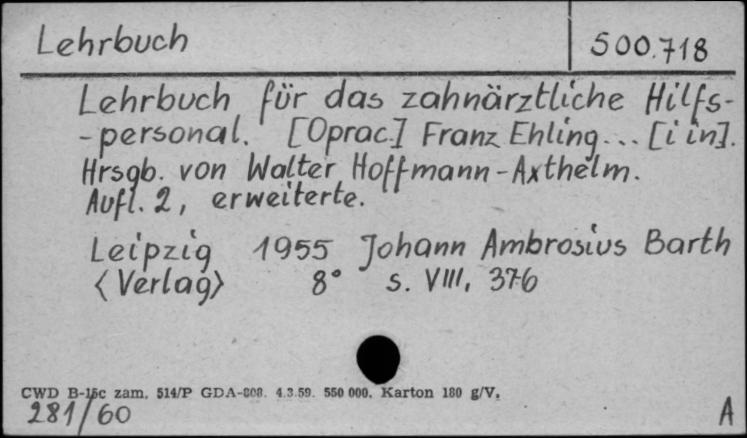 Lehrbuch
500.718
Lehrbuch für das zahnärztliche Hilfs-
-personal. [Oprac.] Franz Ehling... [i in].
Hrsgb. von Walter Hoffmann-Axthelm.
Aufl. 2, erweiterte.
Leipzig 1955 Johann Ambrosius Barth
<Verlag> 8° s. VIII, 376
CWD B-15c zam. 514/P GDA-808. 4.3.59. 550 000. Karton 180 g/V.
281/60
A